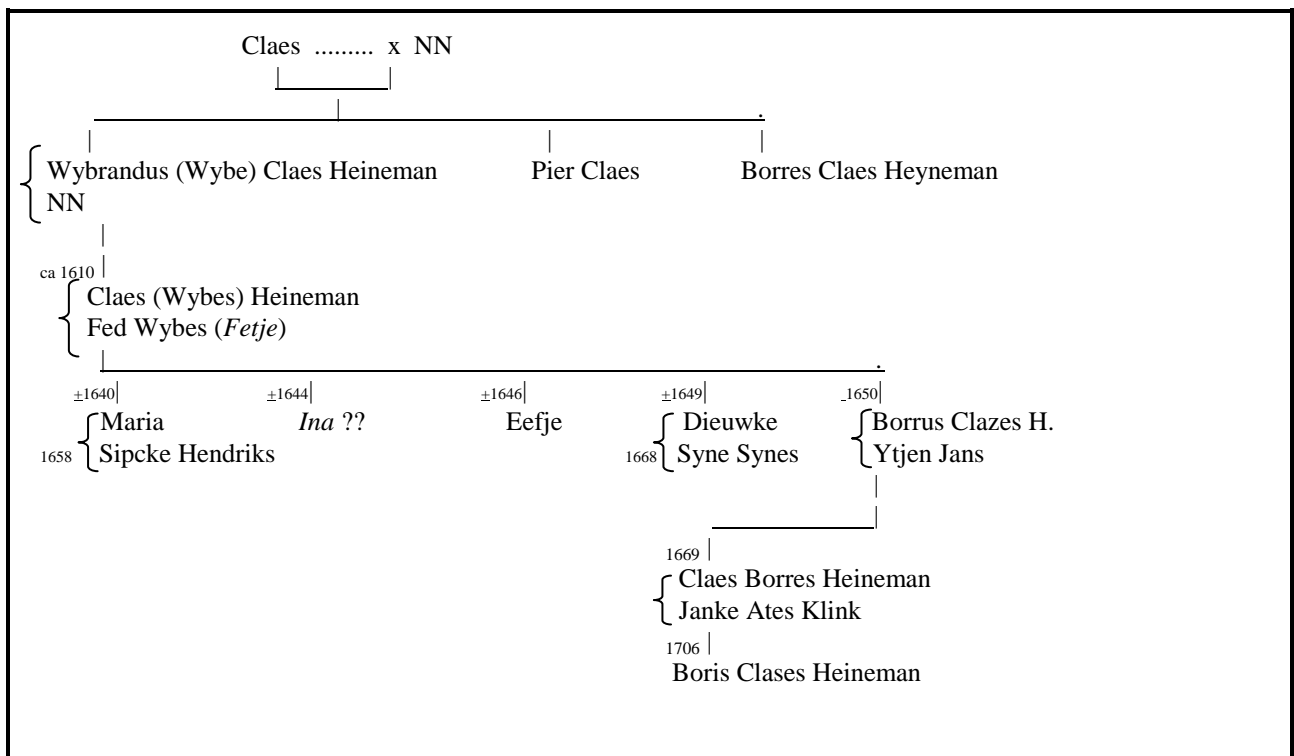 Claes ......... x NN
Wybrandus (Wybe) Claes Heineman Pier Claes Borres Claes Heyneman
NN
ca 1610
Claes (Wybes) Heineman
Fed Wybes (Fetje)
±1640 ±1644 ±1646 ±1649 1650
Maria Ina ?? Eefje Dieuwke Borrus Clazes H.
1658 Sipcke Hendriks 1668 Syne Synes Ytjen Jans
1669
Claes Borres Heineman
Janke Ates Klink
1706
Boris Clases Heineman